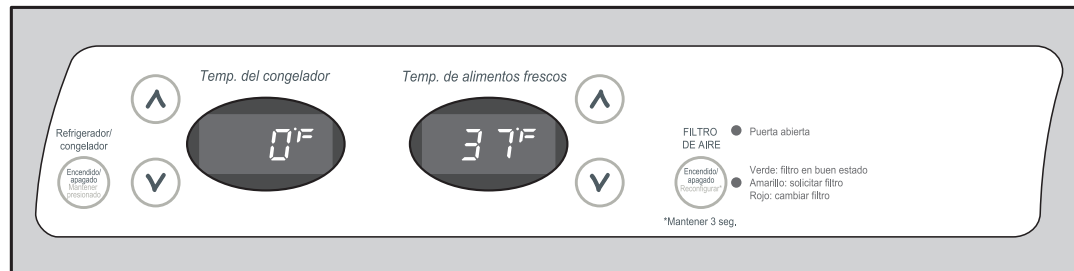 Temp. del congelador
Temp. de alimentos frescos
0°F
37°F
Refrigerador/
congelador
Encendido/
apagado
Mantener
presionado
FILTRO
DE AIRE
Puerta abierta
Encendido/
apagado
Reconfigurar*
Verde: filtro en buen estado
Amarillo: solicitar filtro
Rojo: cambiar filtro
*Mantener 3 seg.